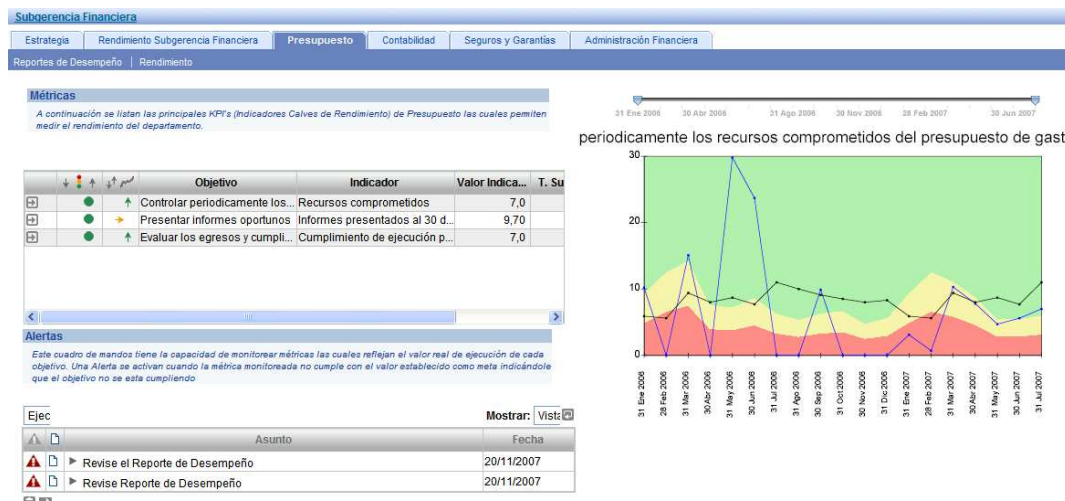 Subgerencia Financiera
Estrategia Rendimiento Subgerencia Financiera Presupuesto Contabilidad Seguros y Garantías Administración Financiera
Reportes de Desempeño | Rendimiento
Métricas
A continuación se listan las principales KPI's (Indicadores Calves de Rendimiento) de Presupuesto las cuales permiten
medir el rendimiento del departamento.
Objetivo Indicador Valor Indica... T. Su
Controlar periodicamente los... Recursos comprometidos 7,0
Presentar informes oportunos Informes presentados al 30 d... 9,70
Evaluar los egresos y cumpli... Cumplimiento de ejecución p... 7,0
Alertas
Este cuadro de mandos tiene la capacidad de monitorear métricas las cuales reflejan el valor real de ejecución de cada
objetivo. Una Alerta se activan cuando la métrica monitoreada no cumple con el valor establecido como meta indicándole
que el objetivo no se esta cumpliendo
Ejec Mostrar: Vista
Asunto Fecha
Revise el Reporte de Desempeño 20/11/2007
Revise Reporte de Desempeño 20/11/2007
31 Ene 2006 30 Abr 2006 31 Ago 2006 30 Nov 2006 28 Feb 2007 30 Jun 2007
periodicamente los recursos comprometidos del presupuesto de gast
30
20
10
0
31 Ene 2006
28 Feb 2006
31 Mar 2006
30 Abr 2006
31 May 2006
30 Jun 2006
31 Jul 2006
31 Ago 2006
30 Sep 2006
31 Oct 2006
30 Nov 2006
31 Dic 2006
31 Ene 2007
28 Feb 2007
31 Mar 2007
30 Abr 2007
31 May 2007
30 Jun 2007
31 Jul 2007